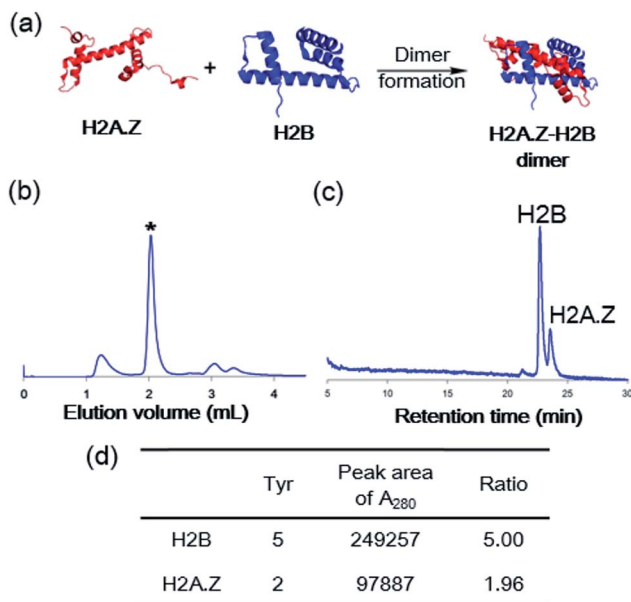 (a)
+
Dimer
formation
H2A.Z
H2B
H2A.Z-H2B
dimer
(b)
*
0 1 2 3 4
Elution volume (mL)
(c)
H2B
H2A.Z
5 10 15 20 25 30
Retention time (min)
(d)
Tyr Peak area of A280 Ratio
H2B 5 249257 5.00
H2A.Z 2 97887 1.96